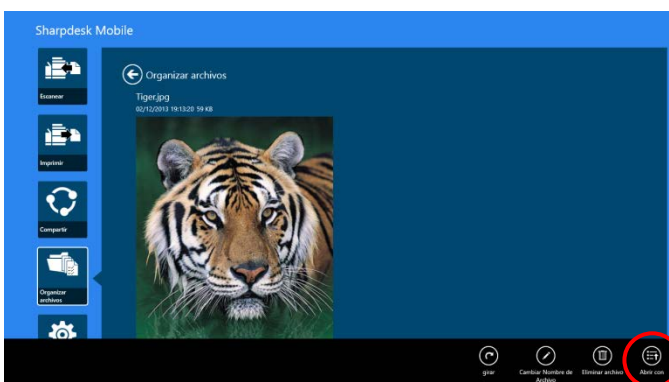 Sharpdesk Mobile
Escanear
Imprimir
Compartir
Organizar
archivos
Organizar archivos
Tiger.jpg
02/12/2013 19:13:20 59 KB
girar
Cambiar Nombre de
Archivo
Eliminar archivo
Abrir con